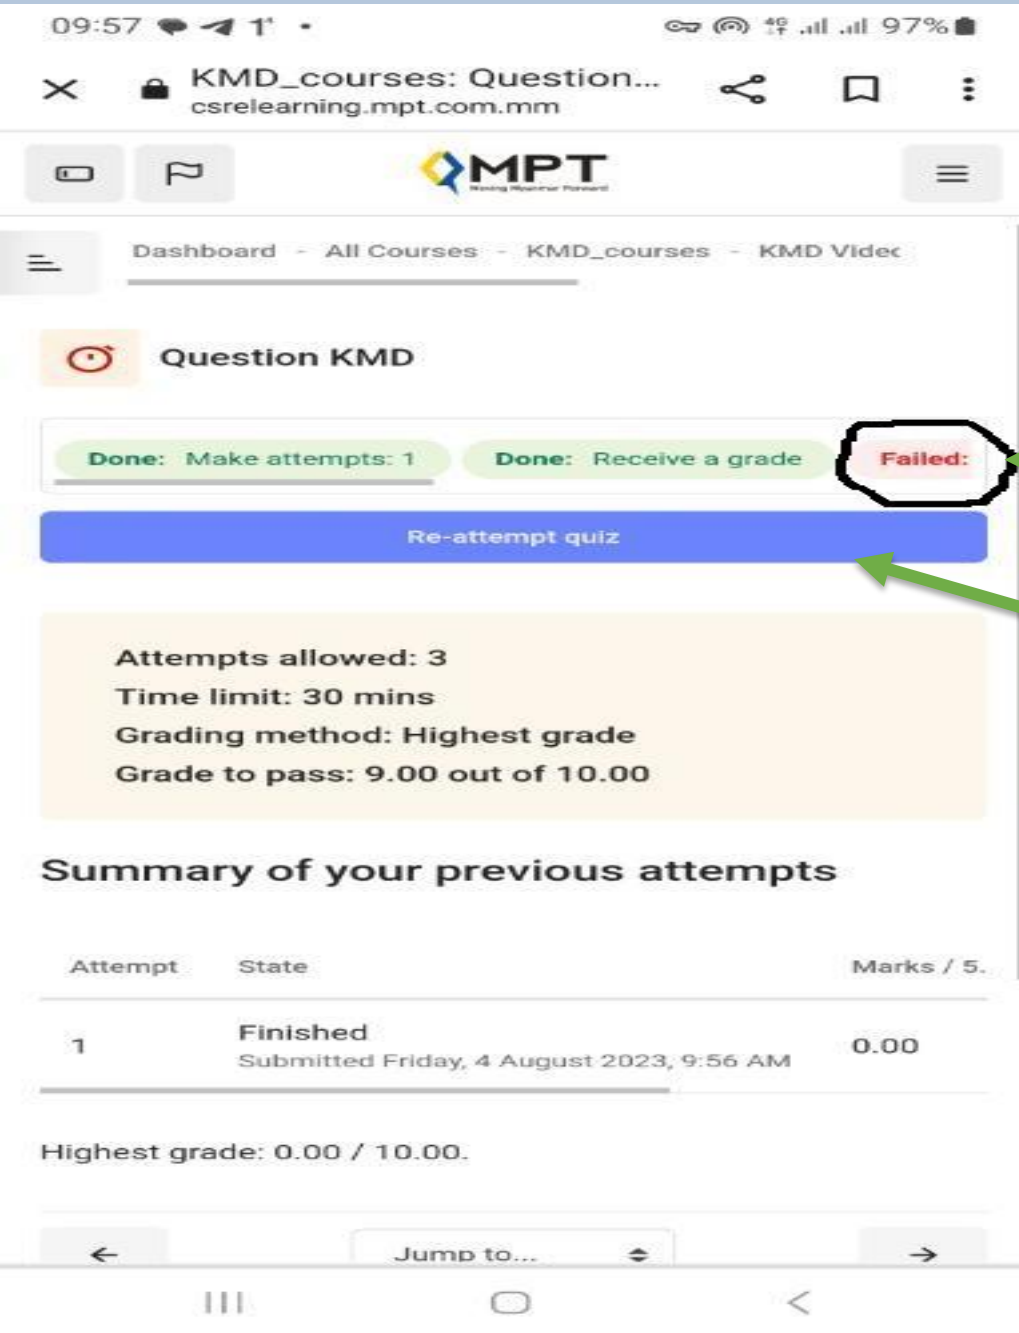 09:57
4G 97%
KMD_courses: Question...
csrelearning.mpt.com.mm
MPT
Moving Myanmar Forward
Dashboard - All Courses - KMD_courses - KMD Videc
Question KMD
Done: Make attempts: 1 Done: Receive a grade Failed:
Re-attempt quiz
Attempts allowed: 3
Time limit: 30 mins
Grading method: Highest grade
Grade to pass: 9.00 out of 10.00
Summary of your previous attempts
Attempt State Marks / 5.
1 Finished 0.00
Submitted Friday, 4 August 2023, 9:56 AM
Highest grade: 0.00 / 10.00.
Jump to...